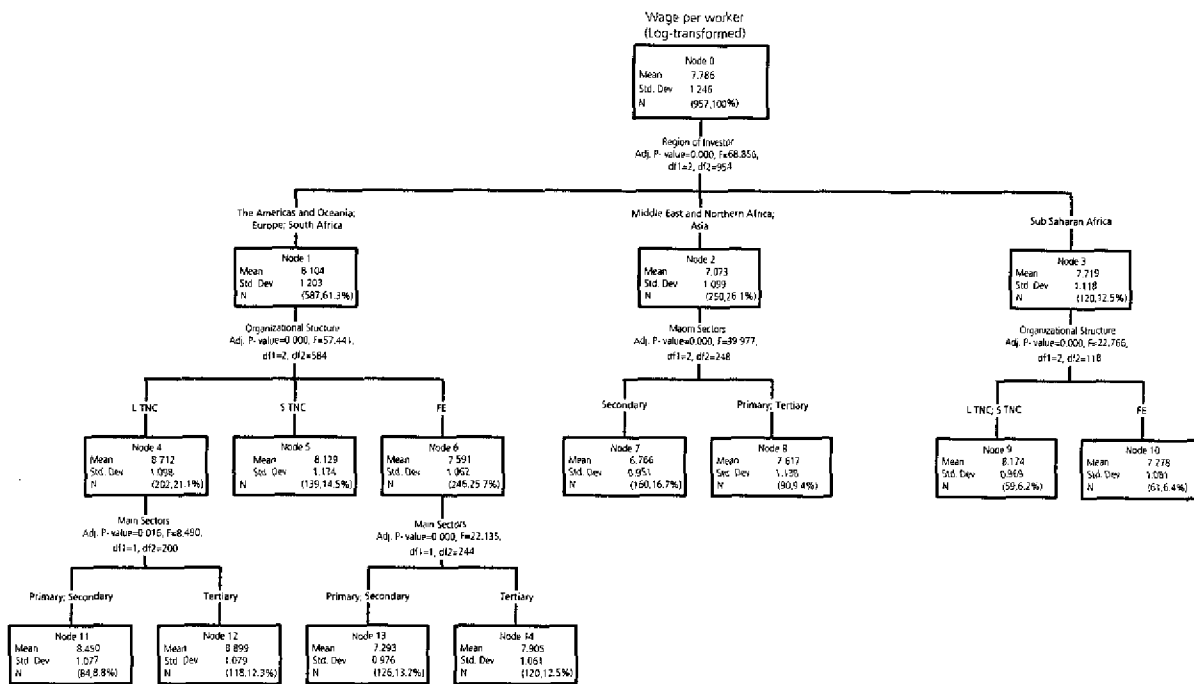 Wage per worker
(Log-transformed)
Node 0
Mean 7.786
Std. Dev 1.246
N (957,100%)
Region of Investor
Adj. P- value=0.000, F=68.856,
df1=2, df2=954
The Americas and Oceania;
Europe; South Africa
Middle East and Northern Africa;
Asia
Sub Saharan Africa
Node 1
Mean 8.104
Std. Dev 1.203
N (587,61.3%)
Node 2
Mean 7.073
Std. Dev 1.099
N (250,26.1%)
Node 3
Mean 7.719
Std. Dev 1.118
N (120,12.5%)
Organizational Stucture
Adj. P-value=0.000, F=57.441,
df1=2, df2=584
Maom Sectors
Adj. P-value=0.000, F=39.977,
df1=2, df2=248
Organizational Structure
Adj. P-value=0.000, F=22.766,
df1=2, df2=118
L TNC
S TNC
FE
Secondary
Primary; Tertiary
L TNC; S TNC
FE
Node 4
Mean 8.712
Std. Dev 1.098
N (202,21.1%)
Node 5
Mean 8.129
Std. Dev 1.174
N (139,14.5%)
Node 6
Mean 7.591
Std. Dev 1.062
N (246,25.7%)
Node 7
Mean 6.766
Std. Dev 0.951
N (160,16.7%)
Node 8
Mean 7.617
Std. Dev
N (90,9.4%)
Node 9
Mean 8.174
Std. Dev 0.969
N (59,6.2%)
Node 10
Mean 7.278
Std. Dev 1.081
N (61,6.4%)
Main Sectors
Adj. P-value=0.016, F=8.490,
df1=1, df2=200
Main Sectors
Adj. P-value=0.000, F=22.135,
df1=1, df2=244
Primary; Secondary
Tertiary
Primary; Secondary
Tertiary
Node 11
Mean 8.450
Std. Dev 1.077
N (84,8.8%)
Node 12
Mean 8.899
Std. Dev 1.079
N (118,12.3%)
Node 13
Mean 7.293
Std. Dev 0.976
N (126,13.2%)
Node 14
Mean 7.905
Std. Dev 1.061
N (120,12.5%)